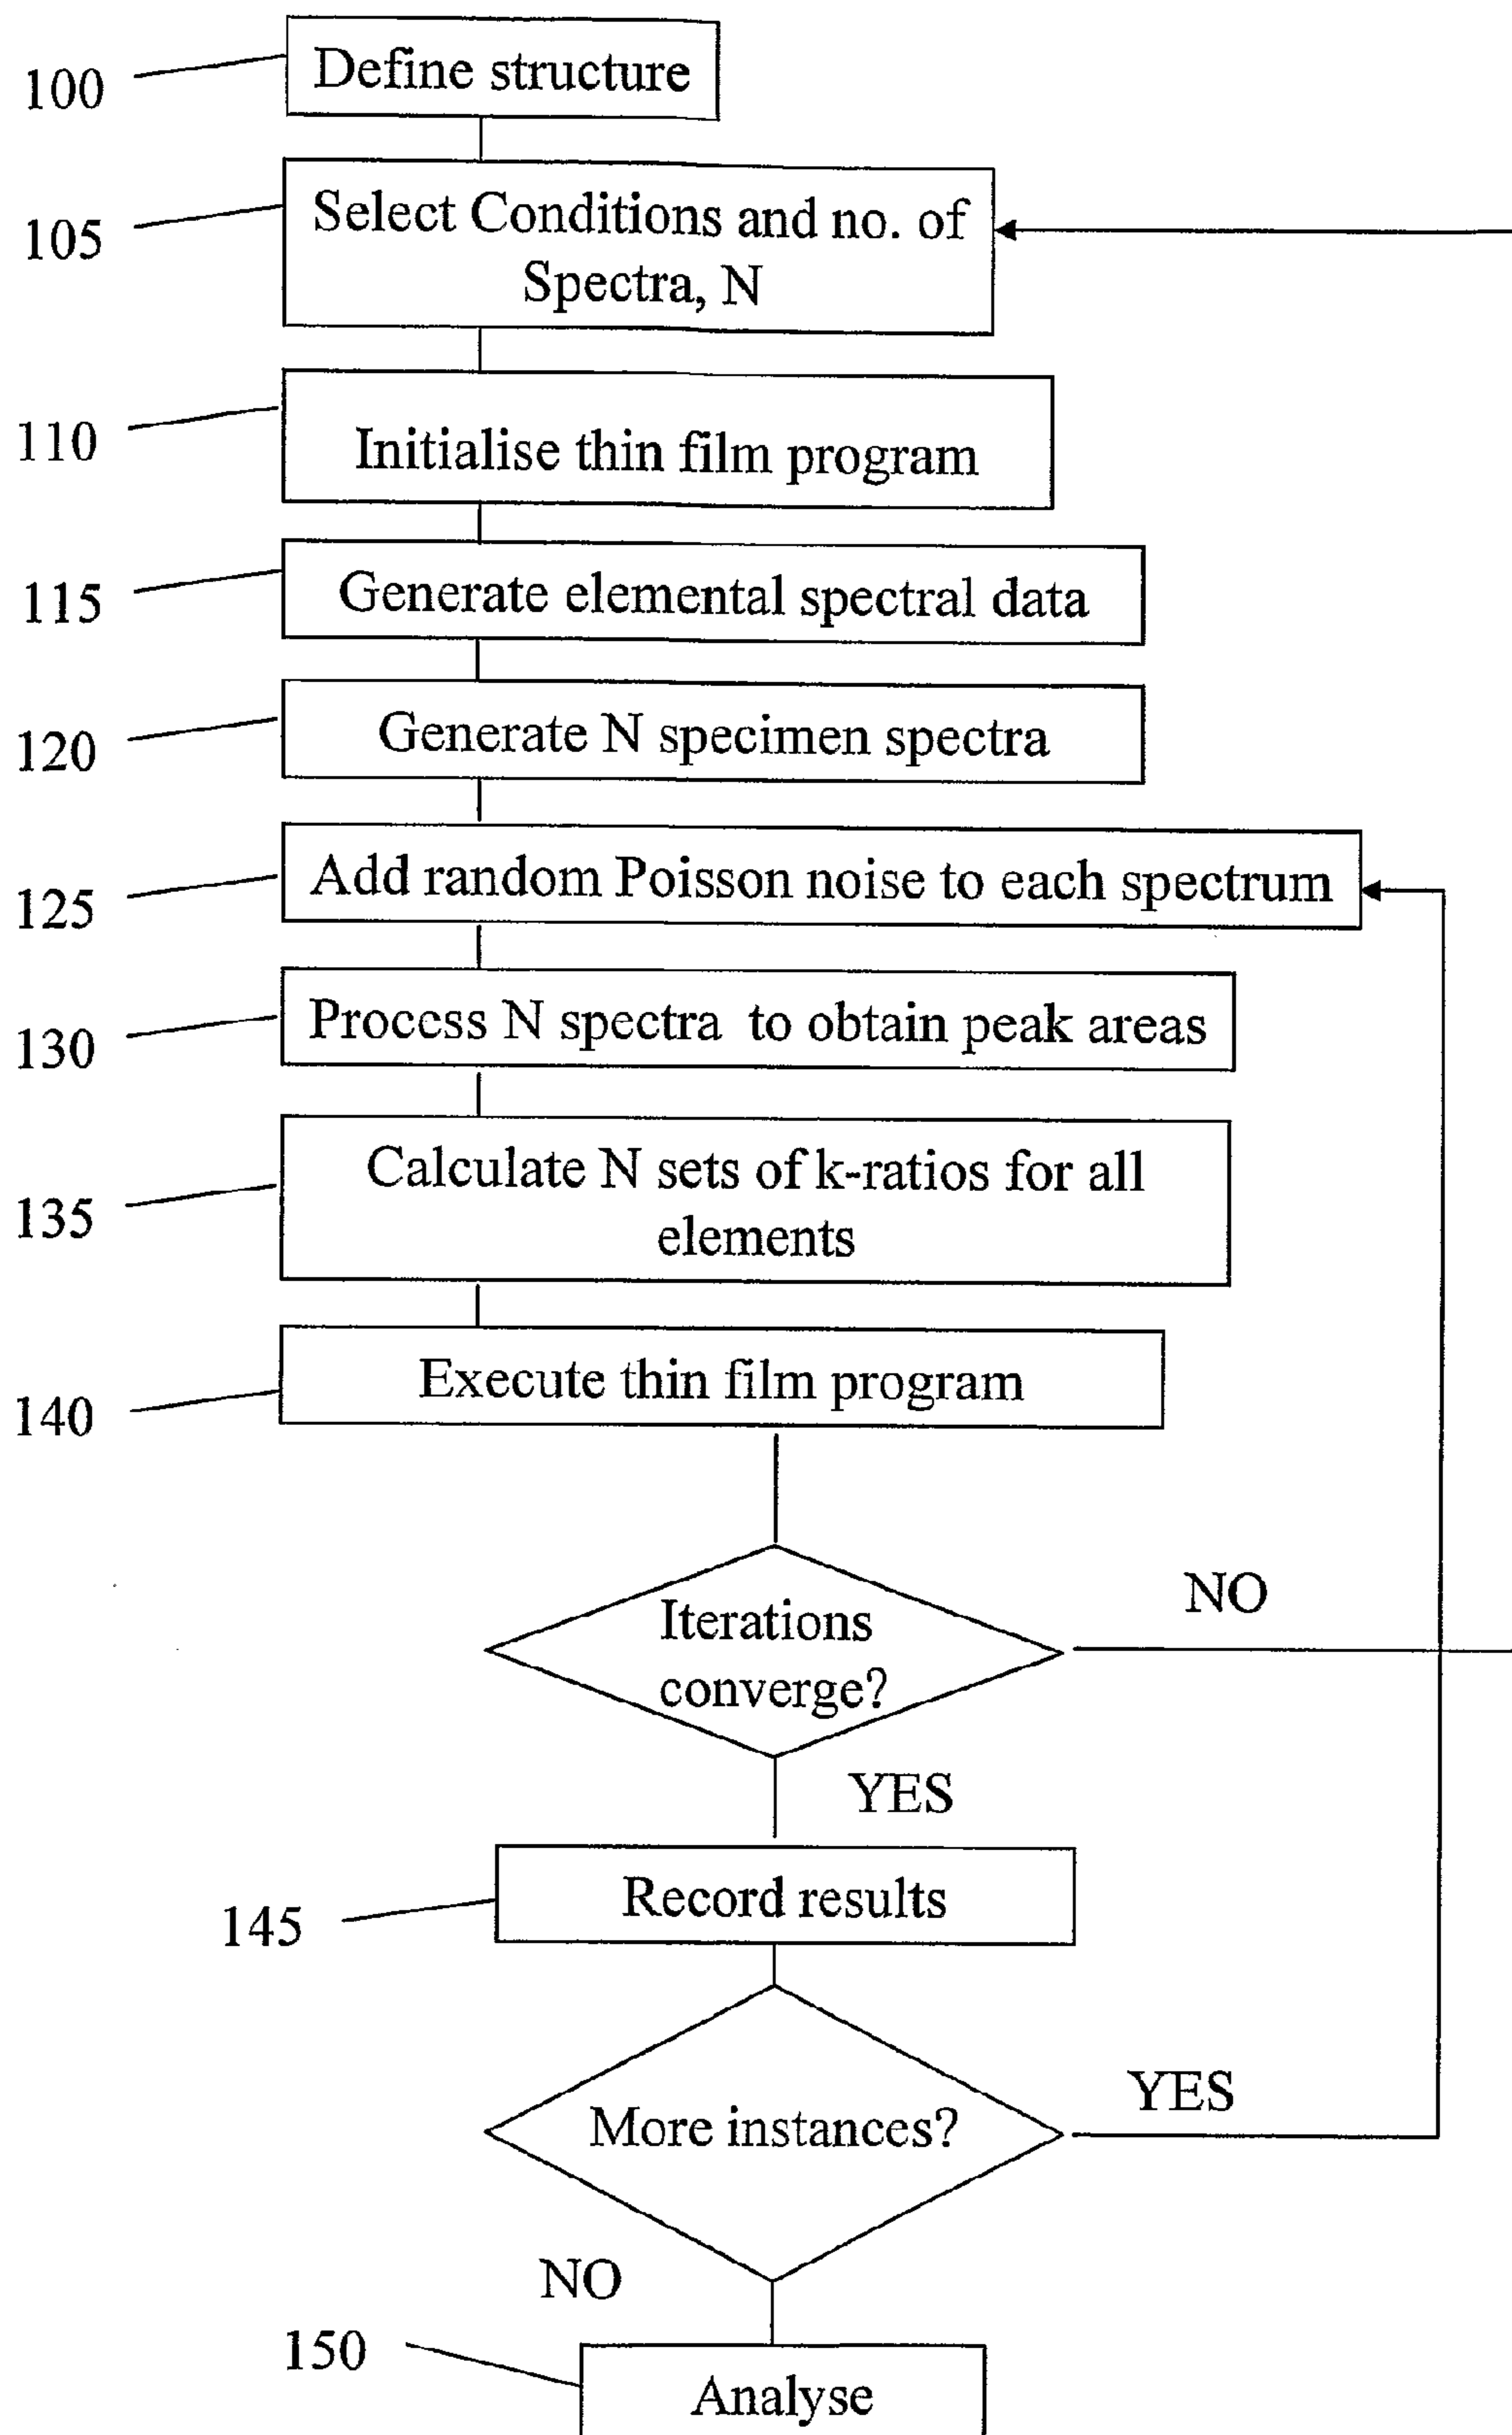 100
Define structure
105
Select Conditions and no. of
Spectra, N
110
Initialise thin film program
115
Generate elemental spectral data
120
Generate N specimen spectra
125
Add random Poisson noise to each spectrum
130
Process N spectra to obtain peak areas
135
Calculate N sets of k-ratios for all
elements
140
Execute thin film program
Iterations
converge?
NO
YES
145
Record results
More instances?
YES
NO
150
Analyse